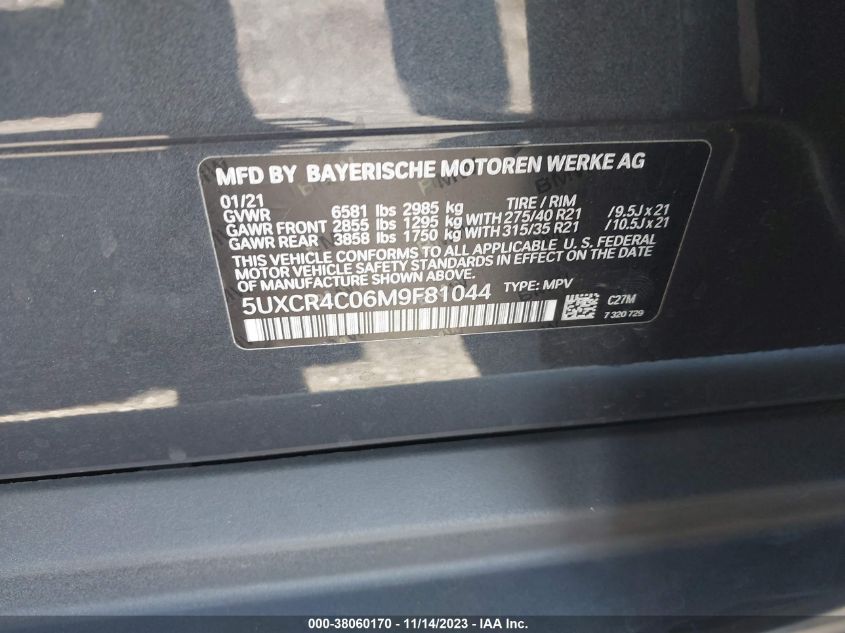 MFD BY BAYERISCHE MOTOREN WERKE AG
01/21 TIRE / RIM
GVWR 6581 lbs 2985 kg
GAWR FRONT 2855 lbs 1295 kg WITH 275/40 R21 / 9.5J x 21
GAWR REAR 3858 lbs 1750 kg WITH 315/35 R21 / 10.5J x 21
THIS VEHICLE CONFORMS TO ALL APPLICABLE U. S. FEDERAL
MOTOR VEHICLE SAFETY STANDARDS IN EFFECT ON THE DATE
OF MANUFACTURE SHOWN ABOVE.
5UXCR4C06M9F81044 TYPE: MPV
C27M
7 320 729
000-38060170 - 11/14/2023 - IAAI.COM